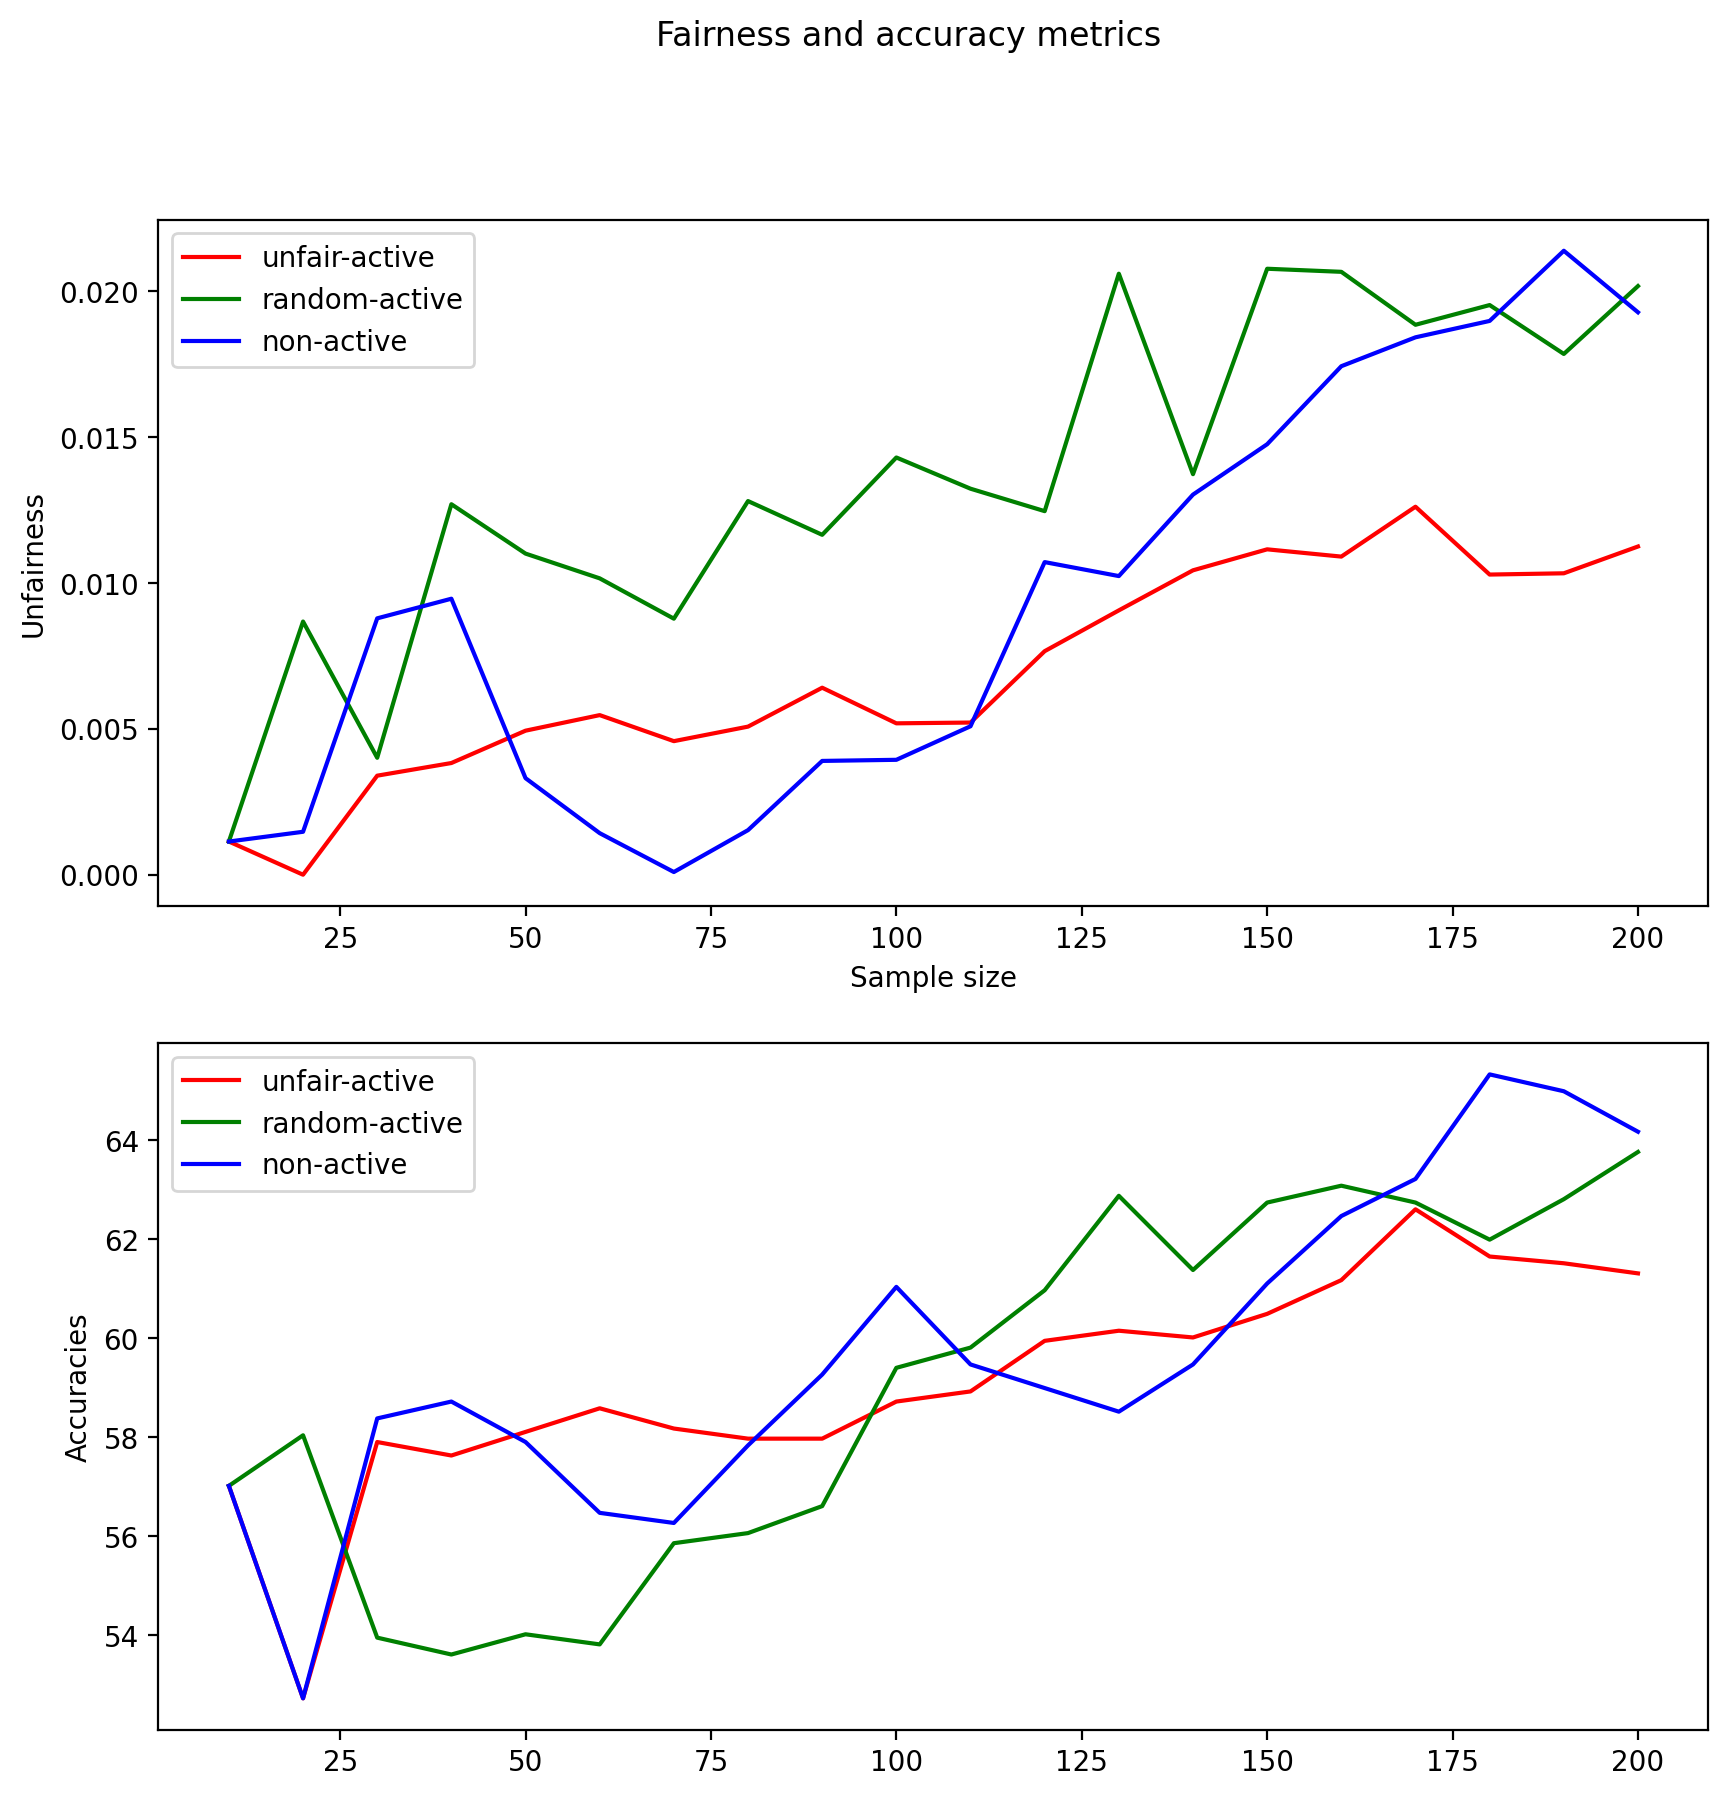 Fairness and accuracy metrics
unfair-active
random-active
non-active
0.020
0.015
0.010
0.005
0.000
Unfairness
25 50 75 100 125 150 175 200
Sample size
unfair-active
random-active
non-active
64
62
60
58
56
54
Accuracies
25 50 75 100 125 150 175 200